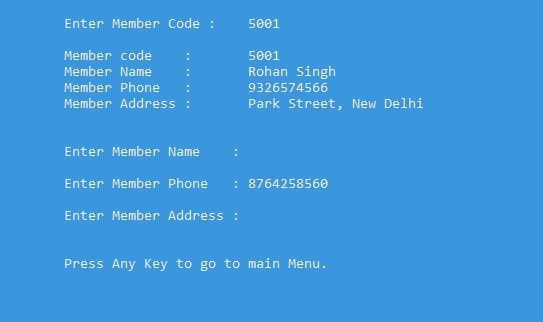 Enter Member Code :    5001
Member code    :       5001
Member Name    :       Rohan Singh
Member Phone   :       9326574566
Member Address :       Park Street, New Delhi
Enter Member Name    :
Enter Member Phone   : 8764258560
Enter Member Address :
Press Any Key to go to main Menu.